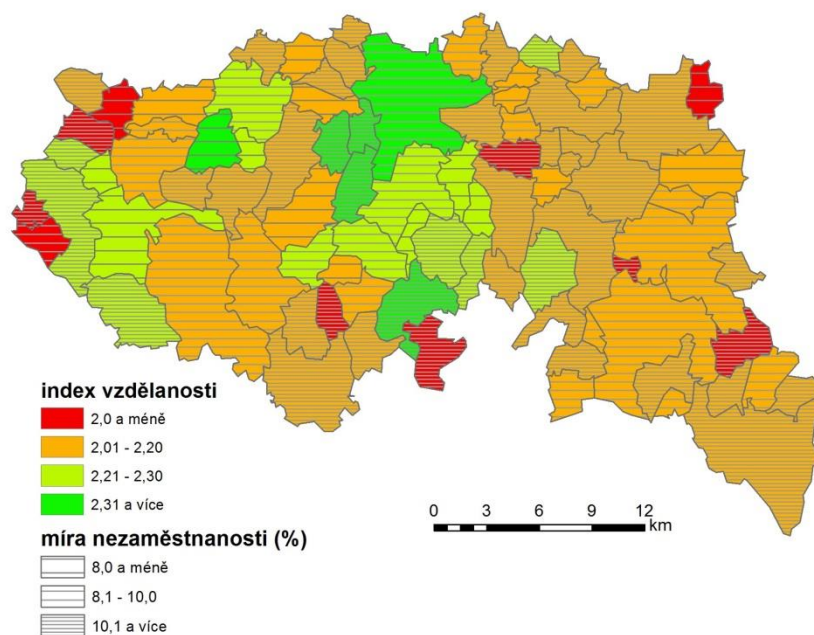 index vzdělanosti
2,0 a méně
2,01 - 2,20
2,21 - 2,30
2,31 a více
míra nezaměstnanosti (%)
8,0 a méně
8,1 - 10,0
10,1 a více
0 3 6 9 12
km